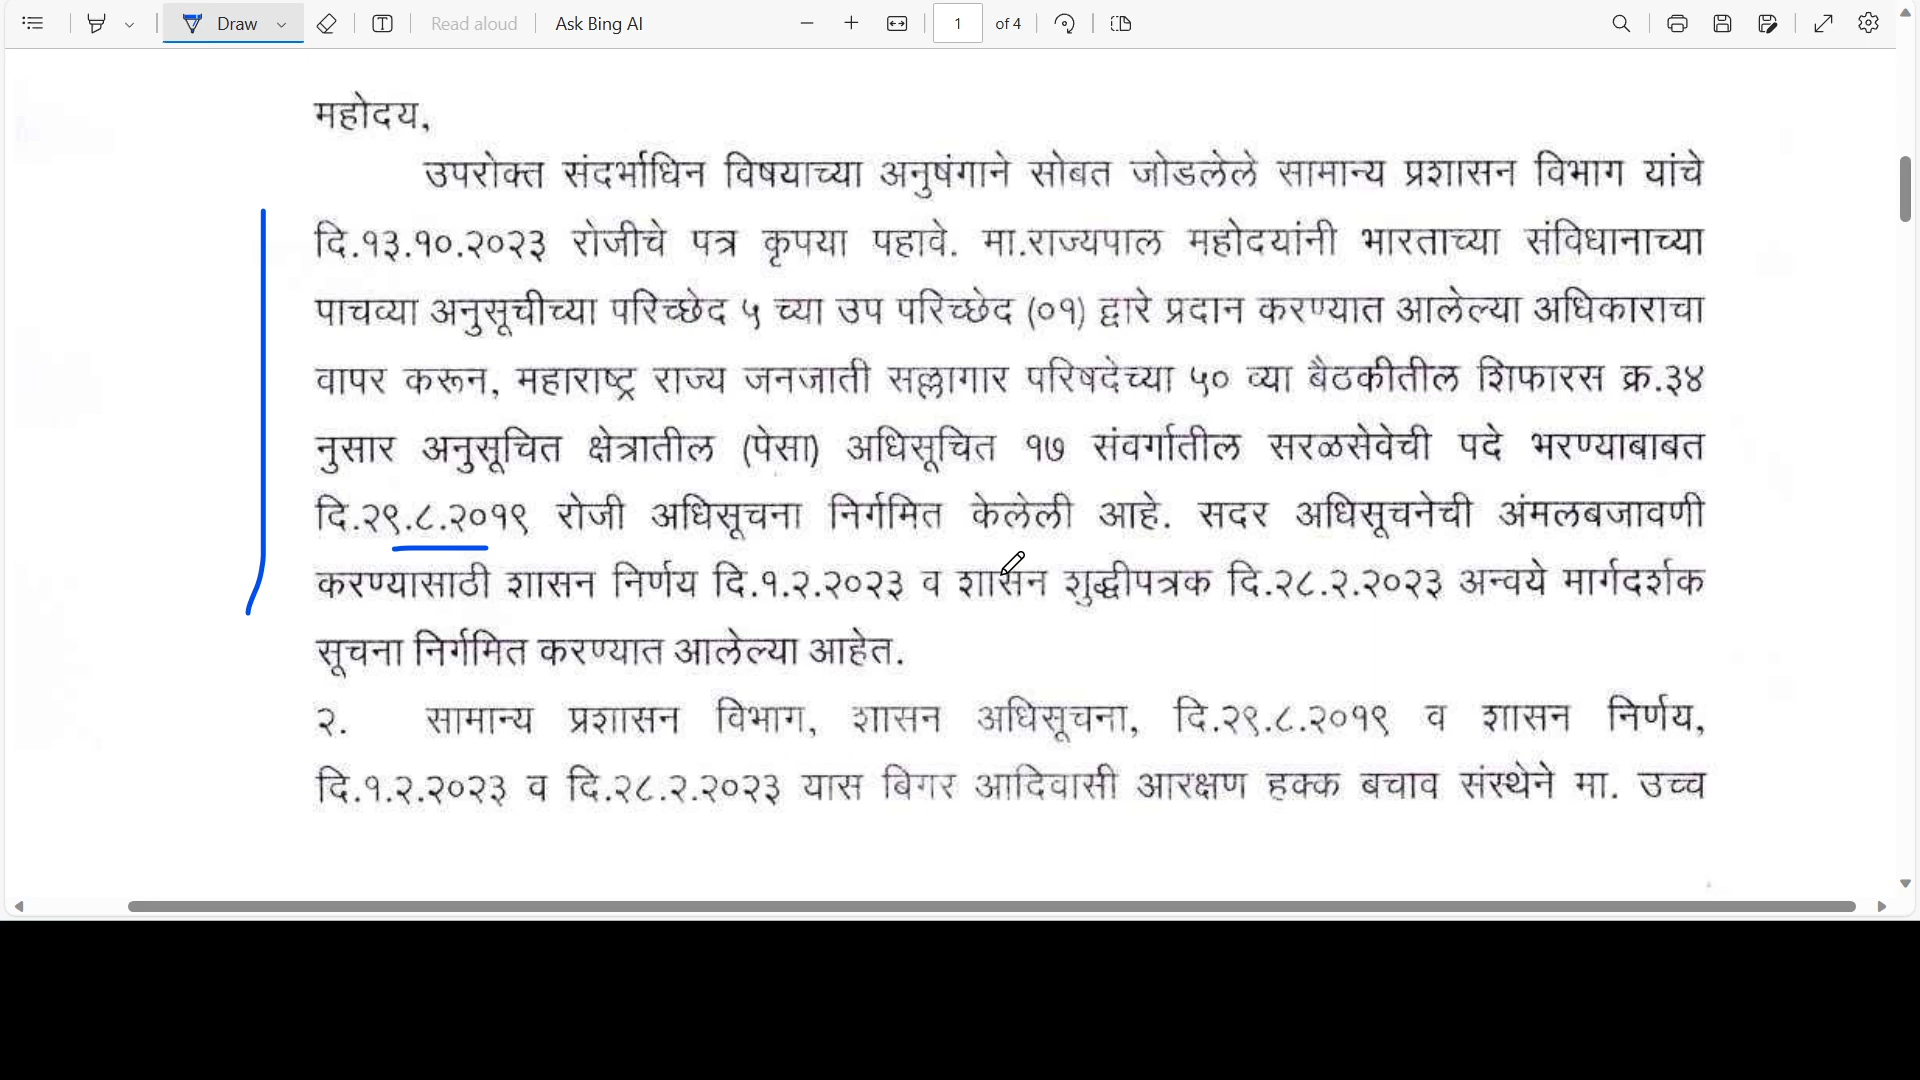 Draw
Read aloud
Ask Bing AI
1 of 4
महोदय,
उपरोक्त संदर्भाधिन विषयाच्या अनुषंगाने सोबत जोडलेले सामान्य प्रशासन विभाग यांचे
दि.१३.१०.२०२३ रोजीचे पत्र कृपया पहावे. मा.राज्यपाल महोदयांनी भारताच्या संविधानाच्या
पाचव्या अनुसूचीच्या परिच्छेद ५ च्या उप परिच्छेद (०१) द्वारे प्रदान करण्यात आलेल्या अधिकाराचा
वापर करून, महाराष्ट्र राज्य जनजाती सल्लागार परिषदेच्या ५० व्या बैठकीतील शिफारस क्र.३४
नुसार अनुसूचित क्षेत्रातील (पेसा) अधिसूचित १७ संवर्गातील सरळसेवेची पदे भरण्याबाबत
दि.२९.८.२०१९ रोजी अधिसूचना निर्गमित केलेली आहे. सदर अधिसूचनेची अंमलबजावणी
करण्यासाठी शासन निर्णय दि.१.२.२०२३ व शासन शुद्धीपत्रक दि.२८.२.२०२३ अन्वये मार्गदर्शक
सूचना निर्गमित करण्यात आलेल्या आहेत.
२. सामान्य प्रशासन विभाग, शासन अधिसूचना, दि.२९.८.२०१९ व शासन निर्णय,
दि.१.२.२०२३ व दि.२८.२.२०२३ यास बिगर आदिवासी आरक्षण हक्क बचाव संस्थेने मा. उच्च